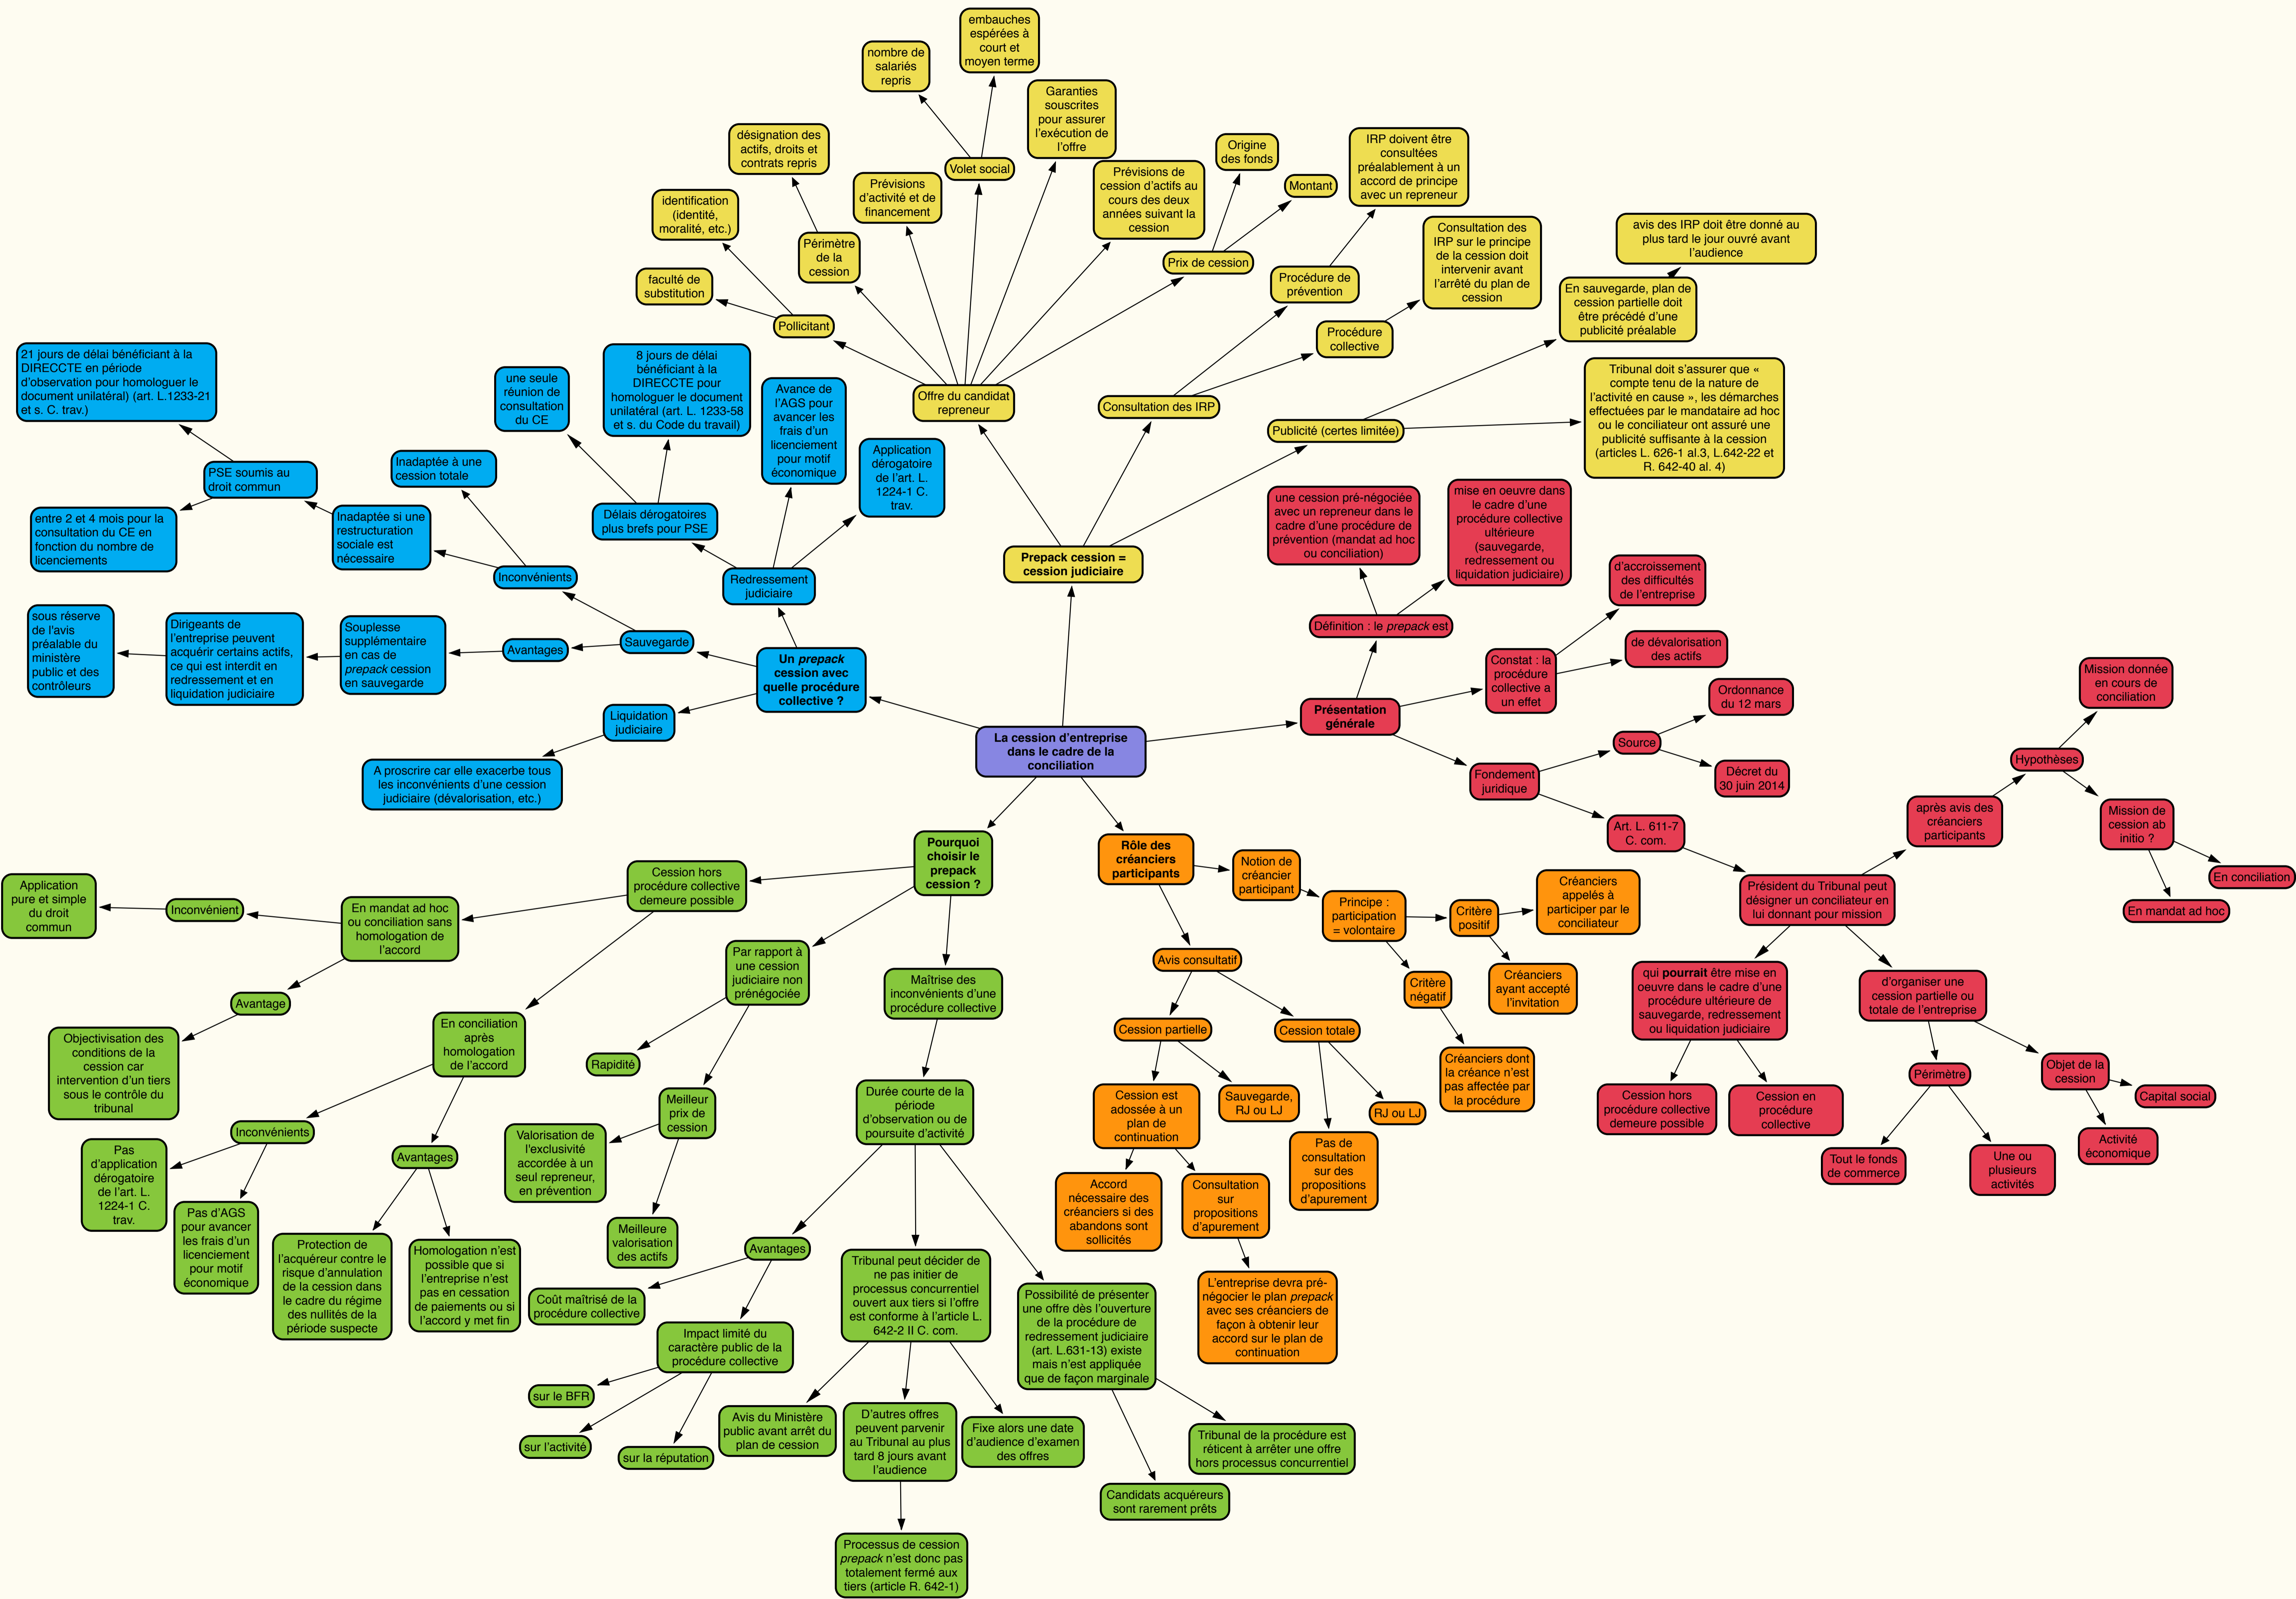 embauches
espérées à
court et
moyen terme
nombre de
salariés
repris
Garanties
souscrites
pour assurer
l'exécution de
l'offre
désignation des
actifs, droits et
contrats repris
Volet social
Origine
des fonds
IRP doivent être
consultées
préalablement à un
accord de principe
avec un repreneur
Prévisions
d'activité et de
financement
Prévisions de
cession d'actifs au
cours des deux
années suivant la
cession
Montant
identification
(identité,
moralité, etc.)
Périmètre
de la
cession
Prix de cession
Consultation des
IRP sur le principe
de la cession doit
intervenir avant
l'arrêté du plan de
cession
avis des IRP doit être donné au
plus tard le jour ouvré avant
l'audience
faculté de
substitution
Procédure de
prévention
En sauvegarde, plan de
cession partielle doit
être précédé d'une
publicité préalable
Pollicitant
Procédure
collective
Offre du candidat
repreneur
Consultation des IRP
Publicité (certes limitée)
Tribunal doit s'assurer que «
compte tenu de la nature de
l'activité en cause », les démarches
effectuées par le mandataire ad hoc
ou le conciliateur ont assuré une
publicité suffisante à la cession
(articles L. 626-1 al.3, L.642-22 et
R. 642-40 al. 4)
Prepack cession =
cession judiciaire
21 jours de délai bénéficiant à la
DIRECCTE en période
d'observation pour homologuer le
document unilatéral) (art. L.1233-21
et s. C. trav.)
une seule
réunion de
consultation
du CE
8 jours de délai
bénéficiant à la
DIRECCTE pour
homologuer le
document
unilatéral (art. L. 1233-58
et s. du Code du travail)
Avance de
l'AGS pour
avancer les
frais d'un
licenciement
pour motif
économique
Application
dérogatoire
de l'art. L.
1224-1 C.
trav.
PSE soumis au
droit commun
Inadaptée à une
cession totale
entre 2 et 4 mois pour la
consultation du CE en
fonction du nombre de
licenciements
Inadaptée si une
restructuration
sociale est
nécessaire
Délais dérogatoires
plus brefs pour PSE
Inconvénients
Redressement
judiciaire
sous réserve
de l'avis
préalable du
ministère
public et des
contrôleurs
Dirigeants de
l'entreprise peuvent
acquérir certains actifs,
ce qui est interdit en
redressement et en
liquidation judiciaire
Souplesse
supplémentaire
en cas de
prepack cession
en sauvegarde
Avantages
Sauvegarde
Un prepack
cession avec
quelle procédure
collective ?
Liquidation
judiciaire
A proscrire car elle exacerbe tous
les inconvénients d'une cession
judiciaire (dévalorisation, etc.)
La cession d'entreprise
dans le cadre de la
conciliation
une cession pré-négociée
avec un repreneur dans le
cadre d'une procédure de
prévention (mandat ad hoc
ou conciliation)
mise en oeuvre dans
le cadre d'une
procédure collective
ultérieure
(sauvegarde,
redressement ou
liquidation judiciaire)
Définition : le prepack est
d'accroissement
des difficultés
de l'entreprise
de dévalorisation
des actifs
Constat : la
procédure
collective a
un effet
Présentation
générale
Ordonnance
du 12 mars
Source
Décret du
30 juin 2014
Fondement
juridique
Art. L. 611-7
C. com.
Mission donnée
en cours de
conciliation
Hypothèses
après avis des
créanciers
participants
Mission de
cession ab
initio ?
En conciliation
En mandat ad hoc
Président du Tribunal peut
désigner un conciliateur en
lui donnant pour mission
qui pourrait être mise en
oeuvre dans le cadre d'une
procédure ultérieure de
sauvegarde, redressement
ou liquidation judiciaire
d'organiser une
cession partielle ou
totale de l'entreprise
Cession hors
procédure collective
demeure possible
Cession en
procédure
collective
Périmètre
Objet de la
cession
Capital social
Activité
économique
Tout le fonds
de commerce
Une ou
plusieurs
activités
Rôle des
créanciers
participants
Notion de
créancier
participant
Principe :
participation
= volontaire
Critère
positif
Créanciers
appelés à
participer par le
conciliateur
Créanciers
ayant accepté
l'invitation
Critère
négatif
Créanciers dont
la créance n'est
pas affectée par
la procédure
Avis consultatif
Cession partielle
Cession totale
Cession est
adossée à un
plan de
continuation
Sauvegarde,
RJ ou LJ
Pas de
consultation
sur des
propositions
d'apurement
RJ ou LJ
Accord
nécessaire des
créanciers si des
abandons sont
sollicités
Consultation
sur
propositions
d'apurement
L'entreprise devra pré-
négocier le plan prepack
avec ses créanciers de
façon à obtenir leur
accord sur le plan de
continuation
Pourquoi
choisir le
prepack
cession ?
Cession hors
procédure collective
demeure possible
Application
pure et simple
du droit
commun
Inconvénient
En mandat ad hoc
ou conciliation sans
homologation de
l'accord
Avantage
Objectivisation des
conditions de la
cession car
intervention d'un tiers
sous le contrôle du
tribunal
En conciliation
après
homologation
de l'accord
Inconvénients
Pas
d'application
dérogatoire
de l'art. L.
1224-1 C.
trav.
Pas d'AGS
pour avancer
les frais d'un
licenciement
pour motif
économique
Avantages
Protection de
l'acquéreur contre le
risque d'annulation
de la cession dans
le cadre du régime
des nullités de la
période suspecte
Homologation n'est
possible que si
l'entreprise n'est
pas en cessation
de paiements ou si
l'accord y met fin
Par rapport à
une cession
judiciaire non
prénégociée
Rapidité
Meilleur
prix de
cession
Valorisation de
l'exclusivité
accordée à un
seul repreneur,
en prévention
Meilleure
valorisation
des actifs
Maîtrise des
inconvénients d'une
procédure collective
Durée courte de la
période
d'observation ou de
poursuite d'activité
Avantages
Coût maîtrisé de la
procédure collective
Impact limité du
caractère public de la
procédure collective
sur le BFR
sur l'activité
sur la réputation
Tribunal peut décider de
ne pas initier de
processus concurrentiel
ouvert aux tiers si l'offre
est conforme à l'article L.
642-2 II C. com.
Avis du Ministère
public avant arrêt du
plan de cession
D'autres offres
peuvent parvenir
au Tribunal au plus
tard 8 jours avant
l'audience
Fixe alors une date
d'audience d'examen
des offres
Processus de cession
prepack n'est donc pas
totalement fermé aux
tiers (article R. 642-1)
Possibilité de présenter
une offre dès l'ouverture
de la procédure de
redressement judiciaire
(art. L.631-13) existe
mais n'est appliquée
que de façon marginale
Tribunal de la procédure est
réticent à arrêter une offre
hors processus concurrentiel
Candidats acquéreurs
sont rarement prêts